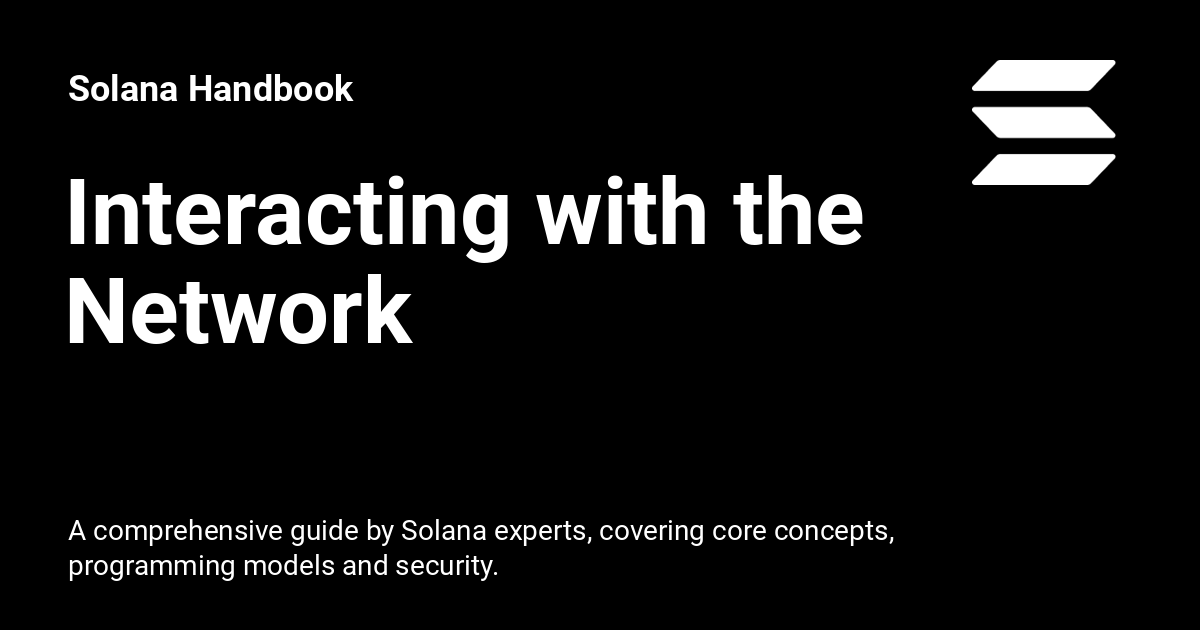 Solana Handbook
Interacting with the
Network
A comprehensive guide by Solana experts, covering core concepts,
programming models and security.